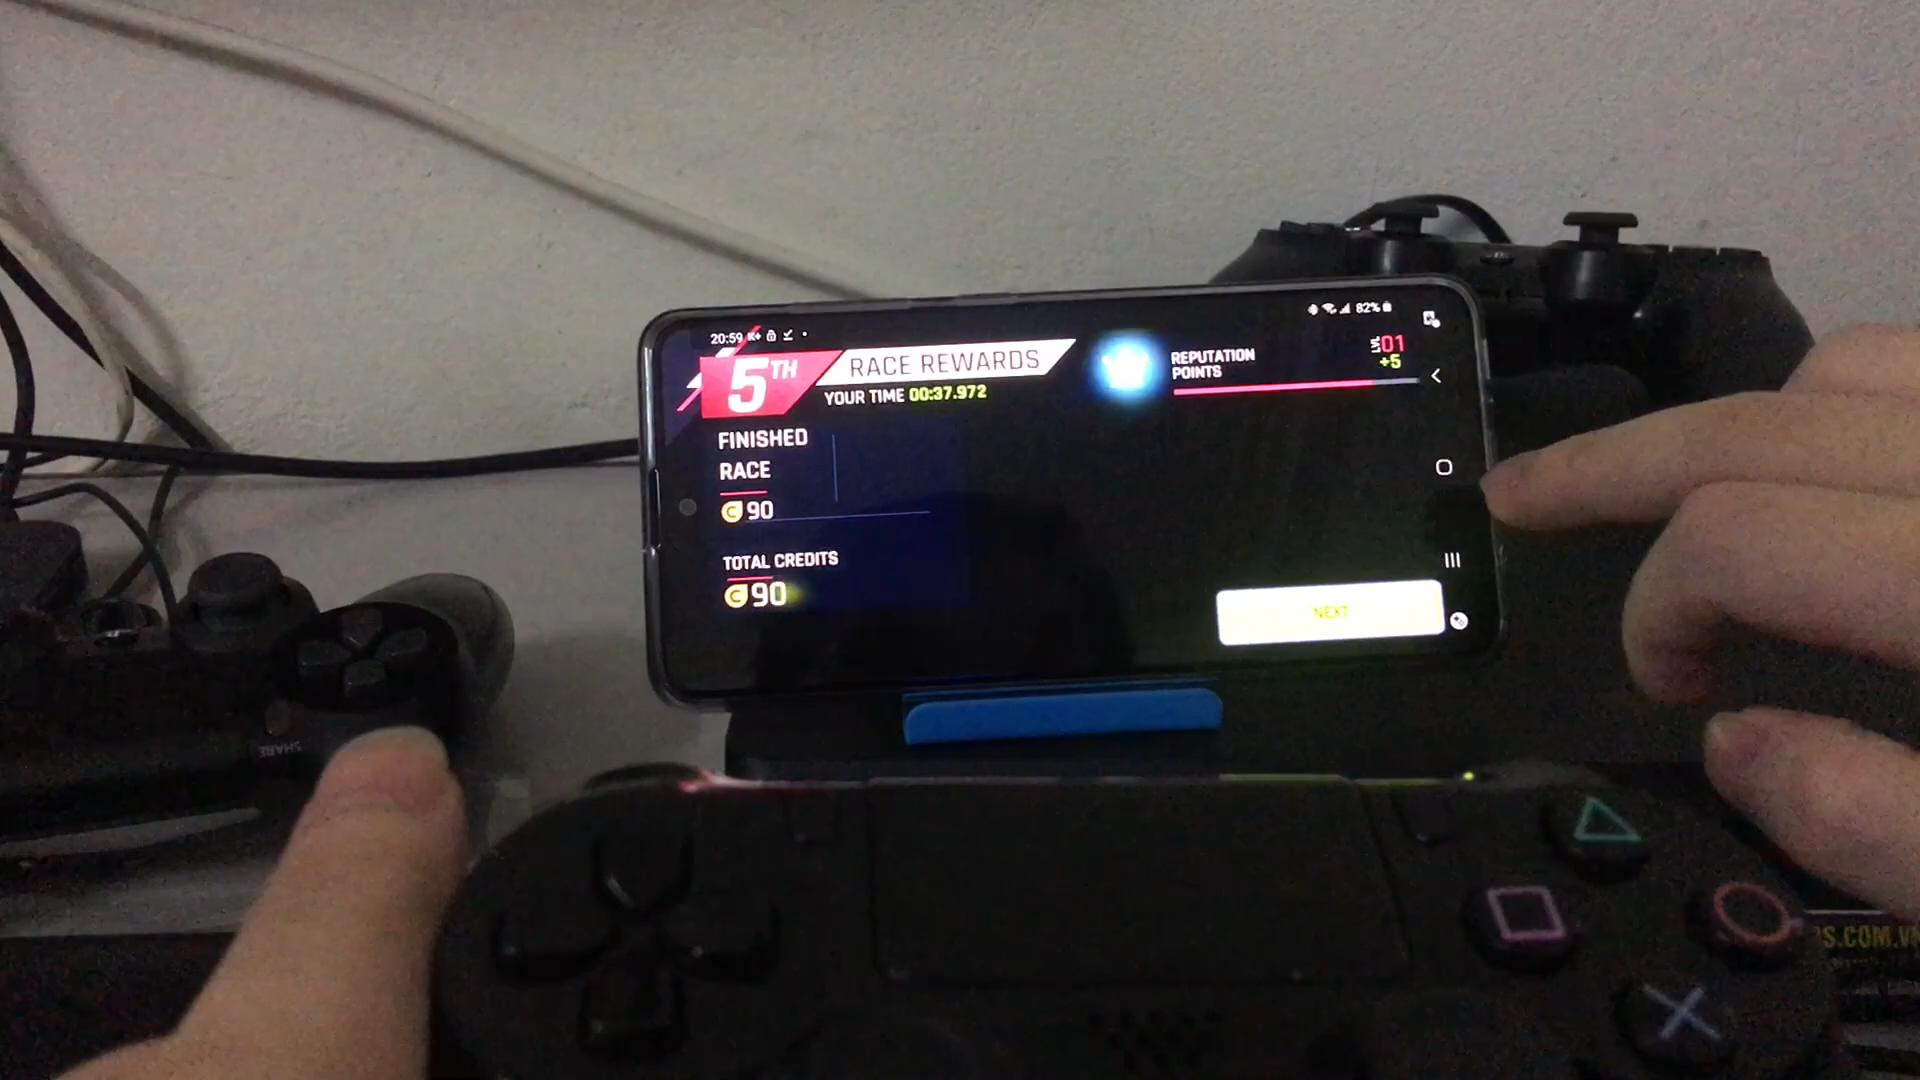 20:59
82%
5TH
RACE REWARDS
YOUR TIME 00:37.972
REPUTATION
POINTS
LVL 01
+5
FINISHED
RACE
90
TOTAL CREDITS
90
NEXT
SHARE
S.COM.VN